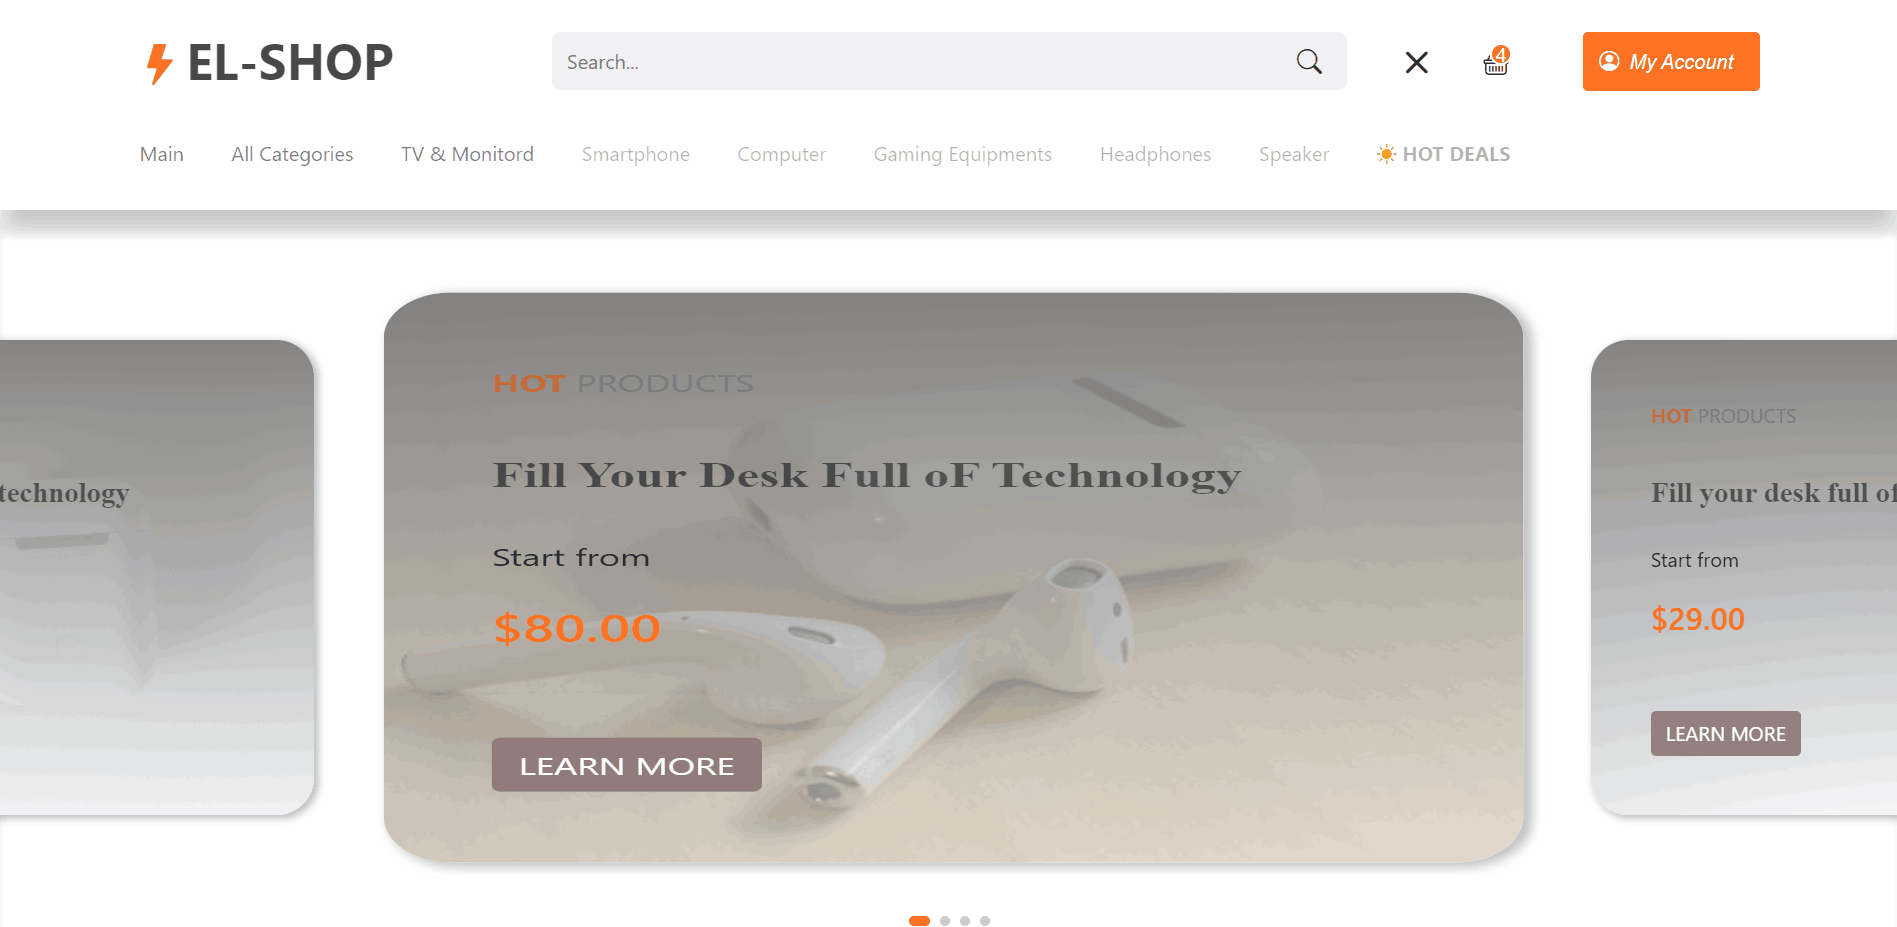 EL-SHOP
Search...
4
My Account
Main
All Categories
TV & Monitord
Smartphone
Computer
Gaming Equipments
Headphones
Speaker
HOT DEALS
technology
HOT PRODUCTS
Fill Your Desk Full oF Technology
Start from
$80.00
LEARN MORE
HOT PRODUCTS
Fill your desk full of
Start from
$29.00
LEARN MORE